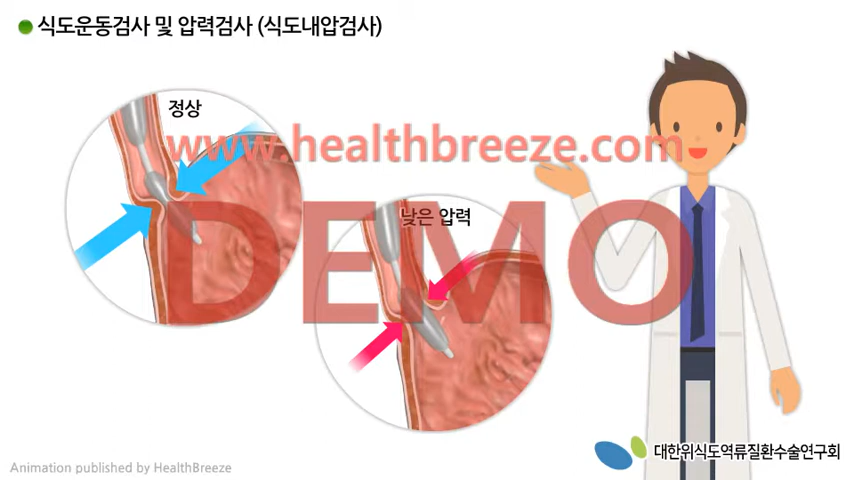 식도운동검사 및 압력검사 (식도내압검사)
정상
www.healthbreeze.com
DEMO
낮은 압력
대한위식도역류질환수술연구회
Animation published by HealthBreeze